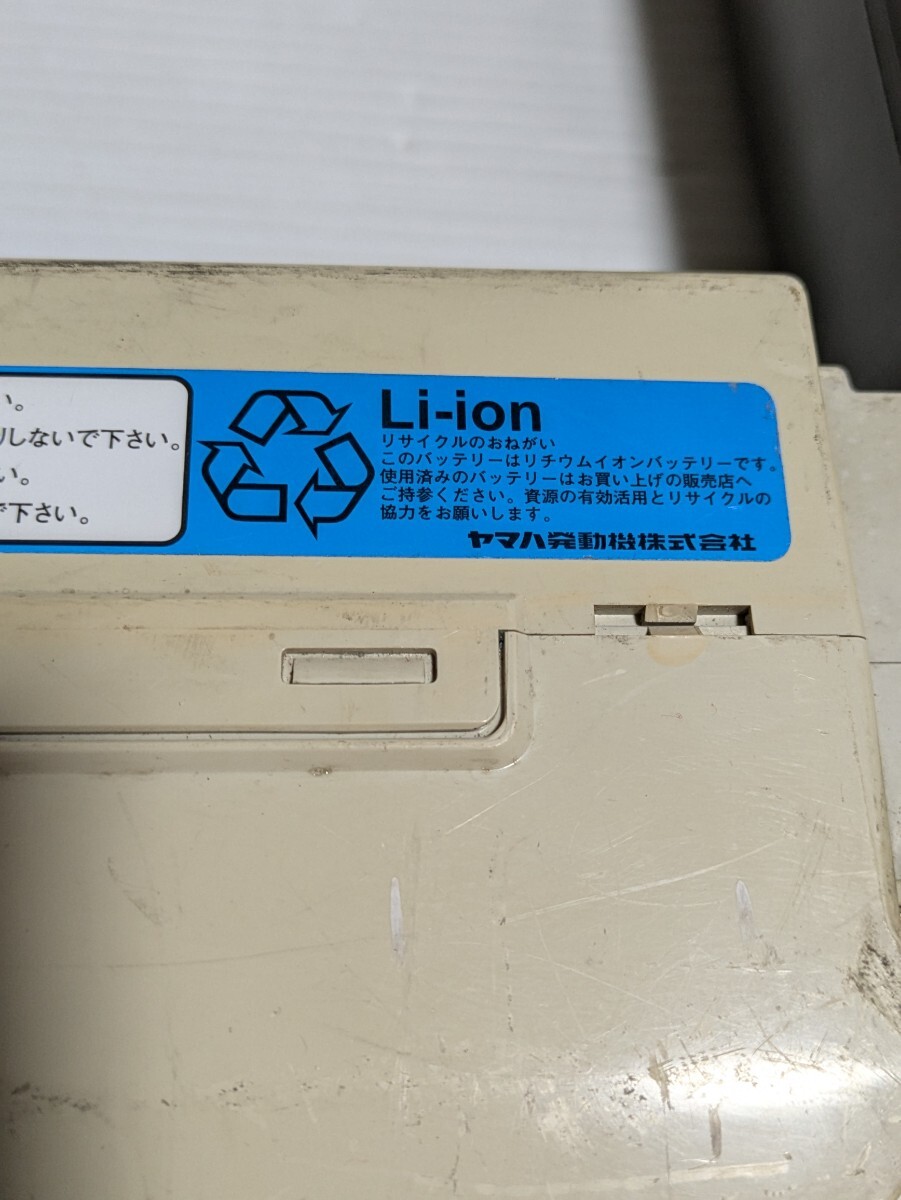 い。
しないで下さい。
い。
で下さい。
Li-ion
リサイクルのおねがい
このバッテリーはリチウムイオンバッテリーです。
使用済みのバッテリーはお買い上げの販売店へ
ご持参ください。資源の有効活用とリサイクルの
協力をお願いします。
ヤマハ発動機株式会社